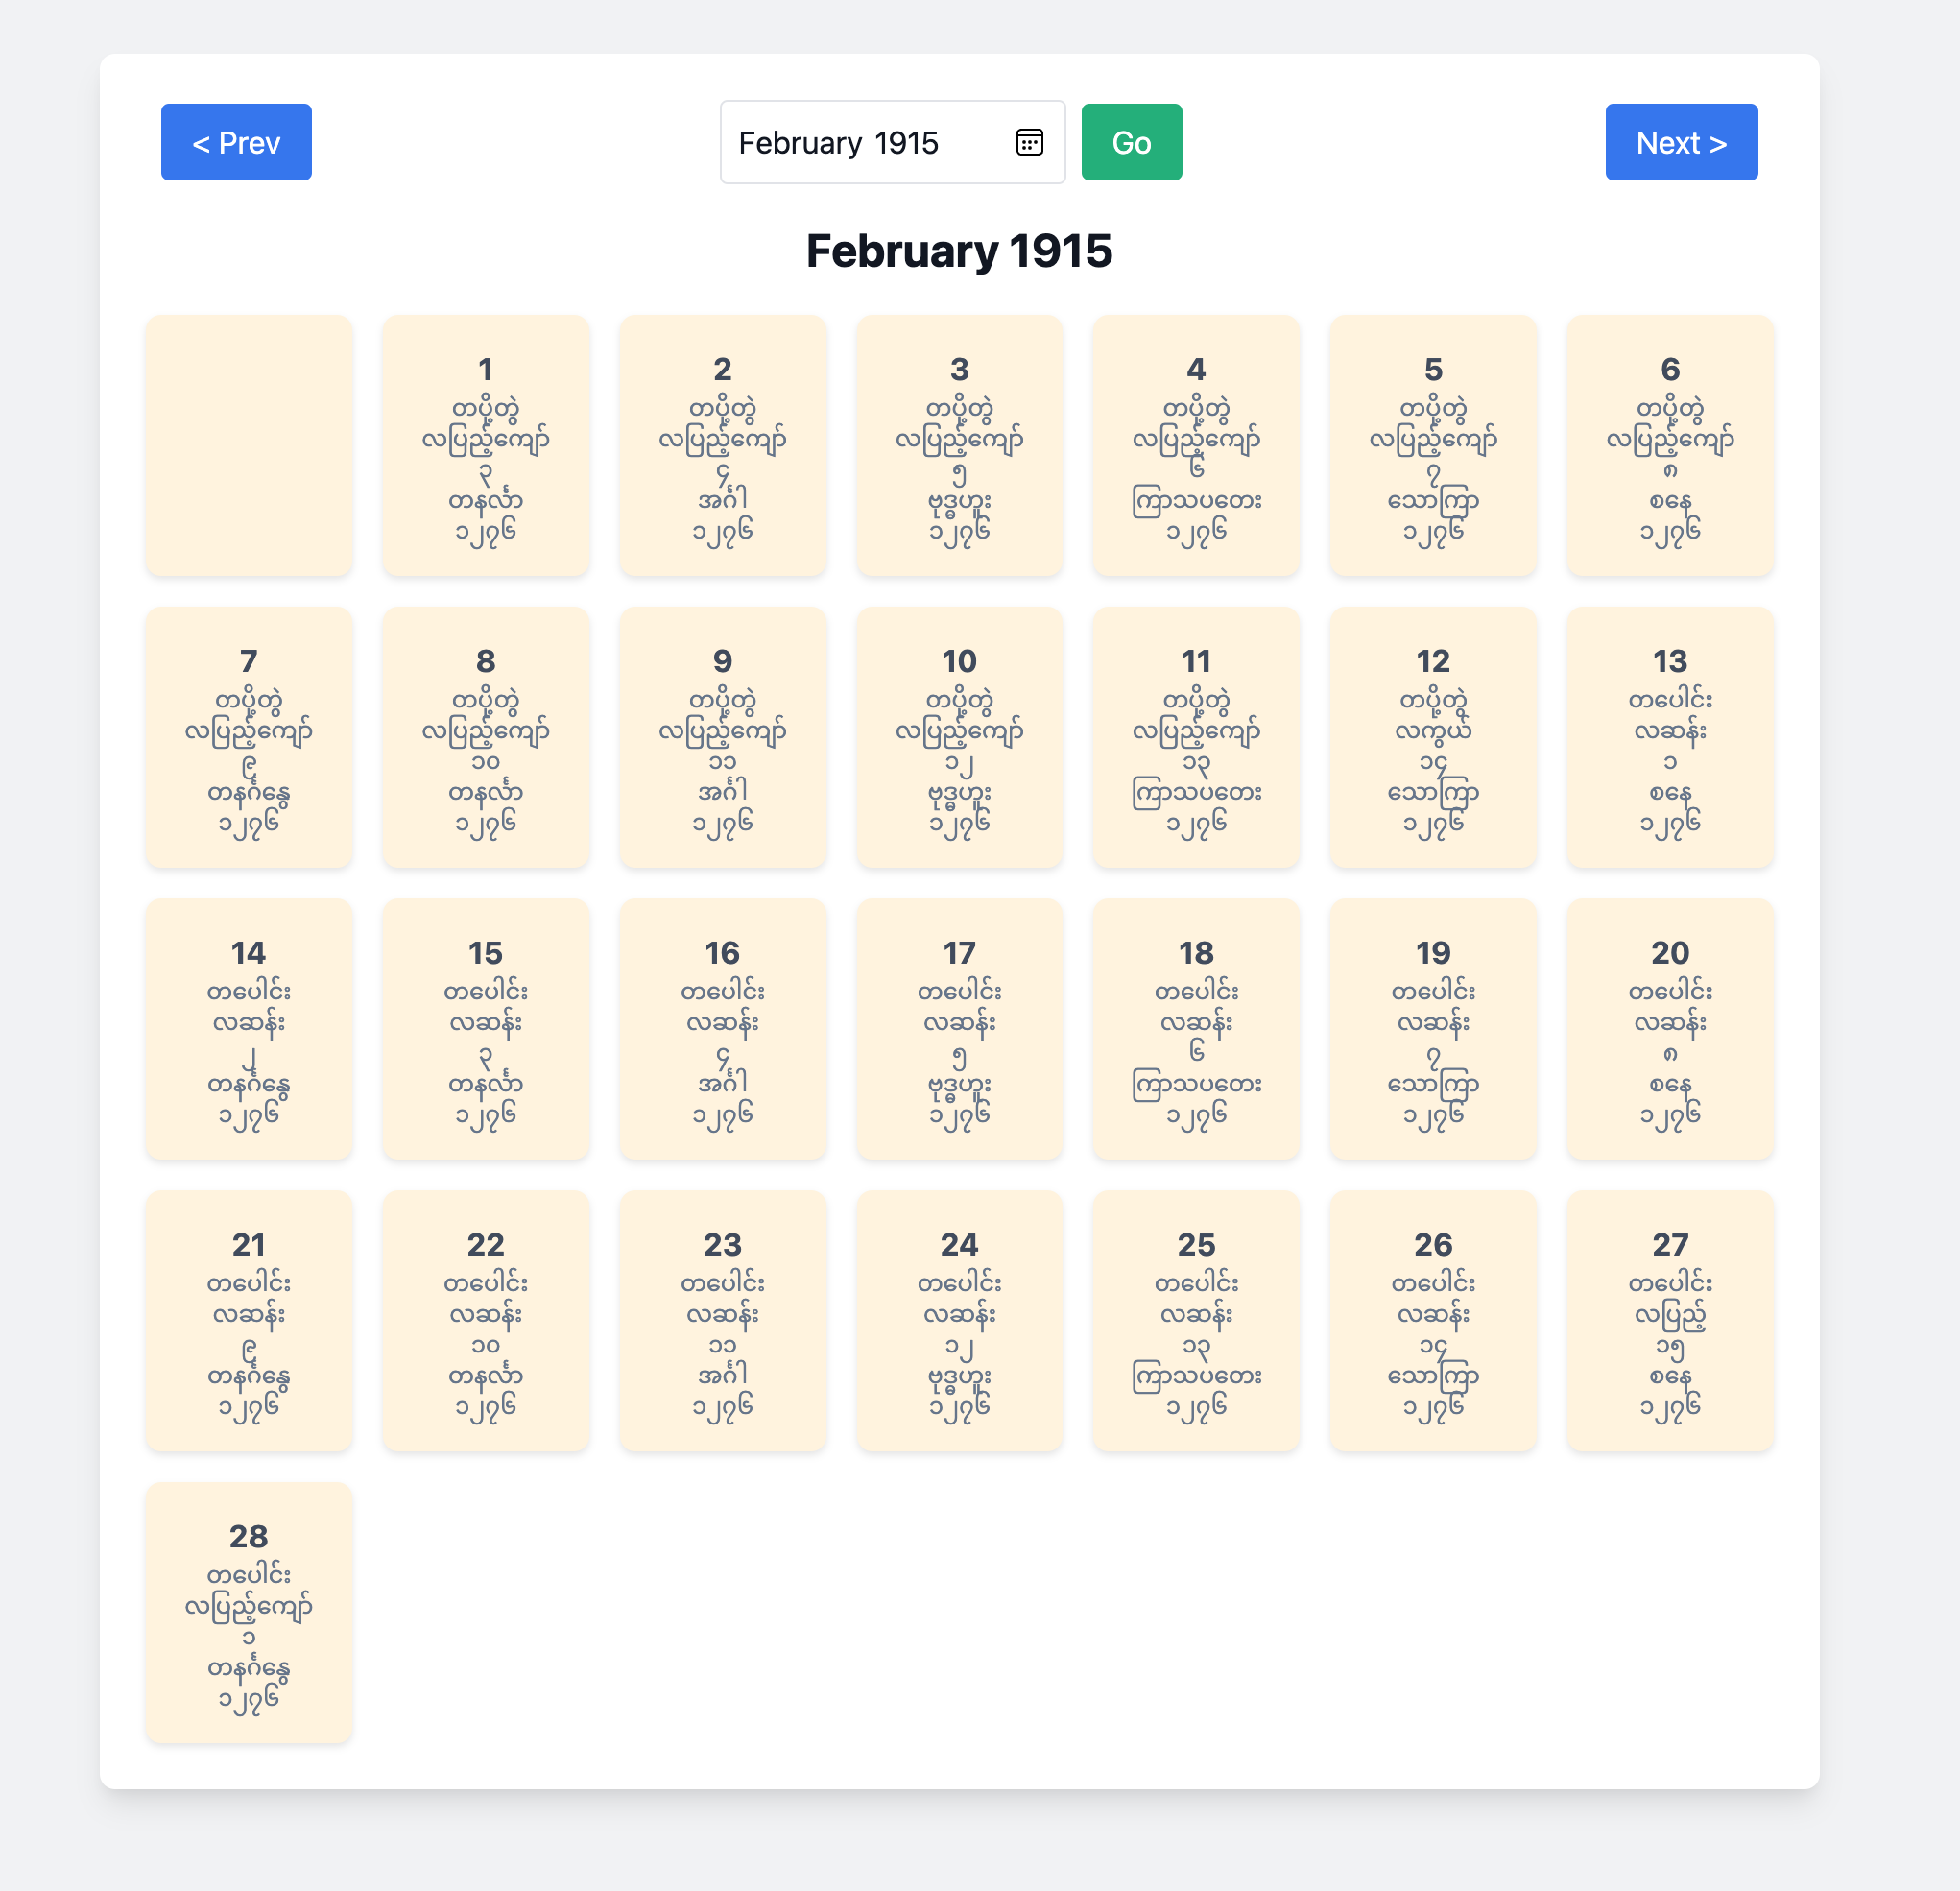 < Prev
February 1915
Go
Next >
February 1915
1
တပို့တွဲ
လပြည့်ကျော်
၃
တနင်္လာ
၁၂၇၆
2
တပို့တွဲ
လပြည့်ကျော်
၄
အင်္ဂါ
၁၂၇၆
3
တပို့တွဲ
လပြည့်ကျော်
၅
ဗုဒ္ဓဟူး
၁၂၇၆
4
တပို့တွဲ
လပြည့်ကျော်
၆
ကြာသပတေး
၁၂၇၆
5
တပို့တွဲ
လပြည့်ကျော်
၇
သောကြာ
၁၂၇၆
6
တပို့တွဲ
လပြည့်ကျော်
၈
စနေ
၁၂၇၆
7
တပို့တွဲ
လပြည့်ကျော်
၉
တနင်္ဂနွေ
၁၂၇၆
8
တပို့တွဲ
လပြည့်ကျော်
၁၀
တနင်္လာ
၁၂၇၆
9
တပို့တွဲ
လပြည့်ကျော်
၁၁
အင်္ဂါ
၁၂၇၆
10
တပို့တွဲ
လပြည့်ကျော်
၁၂
ဗုဒ္ဓဟူး
၁၂၇၆
11
တပို့တွဲ
လပြည့်ကျော်
၁၃
ကြာသပတေး
၁၂၇၆
12
တပို့တွဲ
လကွယ်
၁၄
သောကြာ
၁၂၇၆
13
တပေါင်း
လဆန်း
၁
စနေ
၁၂၇၆
14
တပေါင်း
လဆန်း
၂
တနင်္ဂနွေ
၁၂၇၆
15
တပေါင်း
လဆန်း
၃
တနင်္လာ
၁၂၇၆
16
တပေါင်း
လဆန်း
၄
အင်္ဂါ
၁၂၇၆
17
တပေါင်း
လဆန်း
၅
ဗုဒ္ဓဟူး
၁၂၇၆
18
တပေါင်း
လဆန်း
၆
ကြာသပတေး
၁၂၇၆
19
တပေါင်း
လဆန်း
၇
သောကြာ
၁၂၇၆
20
တပေါင်း
လဆန်း
၈
စနေ
၁၂၇၆
21
တပေါင်း
လဆန်း
၉
တနင်္ဂနွေ
၁၂၇၆
22
တပေါင်း
လဆန်း
၁၀
တနင်္လာ
၁၂၇၆
23
တပေါင်း
လဆန်း
၁၁
အင်္ဂါ
၁၂၇၆
24
တပေါင်း
လဆန်း
၁၂
ဗုဒ္ဓဟူး
၁၂၇၆
25
တပေါင်း
လဆန်း
၁၃
ကြာသပတေး
၁၂၇၆
26
တပေါင်း
လဆန်း
၁၄
သောကြာ
၁၂၇၆
27
တပေါင်း
လပြည့်
၁၅
စနေ
၁၂၇၆
28
တပေါင်း
လပြည့်ကျော်
၁
တနင်္ဂနွေ
၁၂၇၆